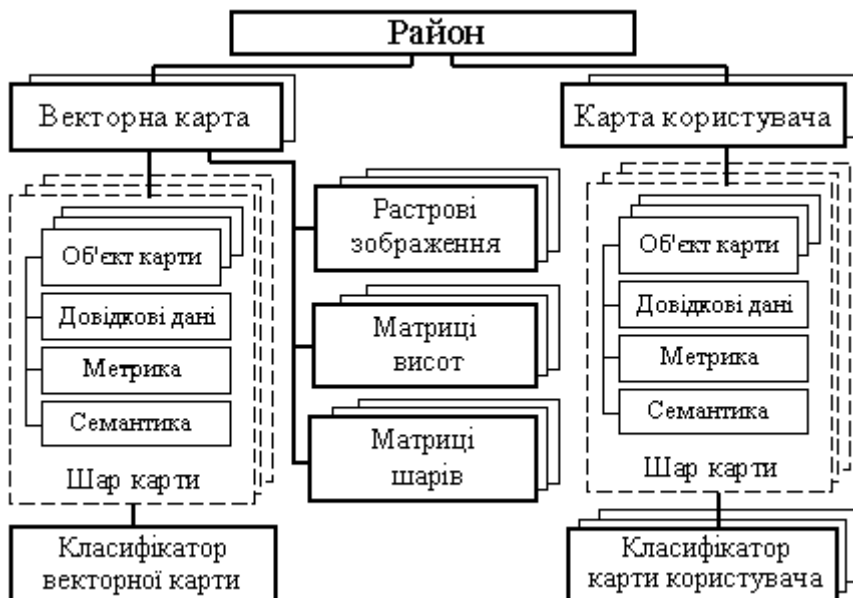 Район
Векторна карта
Карта користувача
Об'єкт карти
Довідкові дані
Метрика
Семантика
Шар карти
Растрові
зображення
Матриці
висот
Матриці
шарів
Об'єкт карти
Довідкові дані
Метрика
Семантика
Шар карти
Класифікатор
векторної карти
Класифікатор
карти користувача